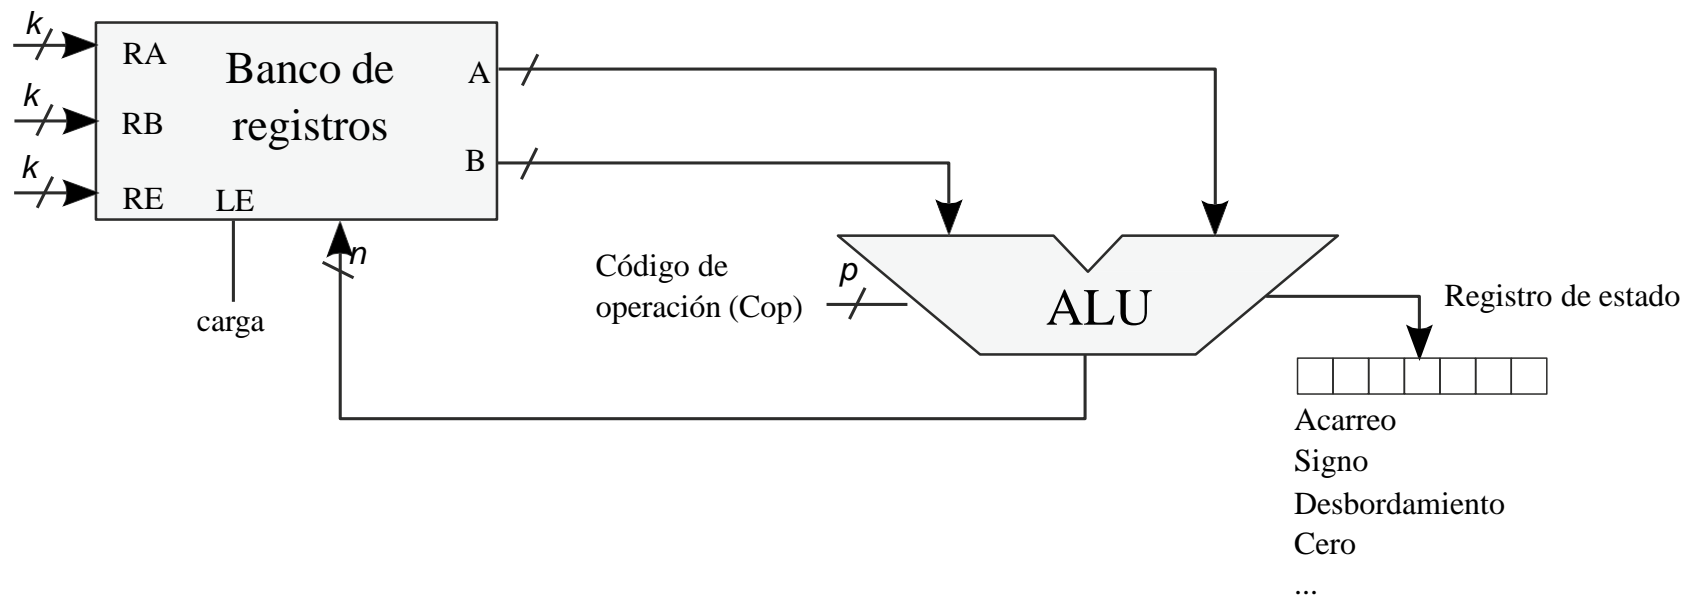 k
RA
Banco de
registros
A
k
RB
B
k
RE
LE
n
carga
Código de
operación (Cop)
p
ALU
Registro de estado
Acarreo
Signo
Desbordamiento
Cero
...